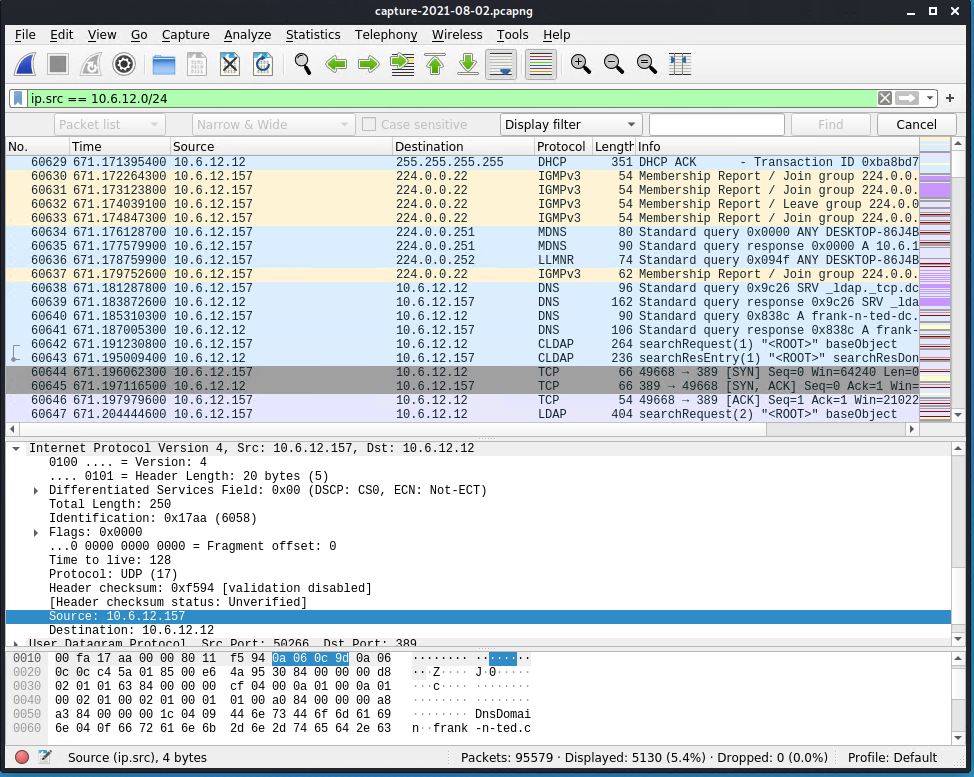 capture-2021-08-02.pcapng
File Edit View Go Capture Analyze Statistics Telephony Wireless Tools Help
ip.src == 10.6.12.0/24
Packet list Narrow & Wide Case sensitive Display filter Find Cancel
No. Time Source Destination Protocol Length Info
60629 671.171395400 10.6.12.12 255.255.255.255 DHCP 351 DHCP ACK - Transaction ID 0xba8bd7
60630 671.172264300 10.6.12.157 224.0.0.22 IGMPv3 54 Membership Report / Join group 224.0.0
60631 671.173123800 10.6.12.157 224.0.0.22 IGMPv3 54 Membership Report / Join group 224.0.0.
60632 671.174039100 10.6.12.157 224.0.0.22 IGMPv3 54 Membership Report / Leave group 224.0.0
60633 671.174847300 10.6.12.157 224.0.0.22 IGMPv3 54 Membership Report / Join group 224.0.0.
60634 671.176128700 10.6.12.157 224.0.0.251 MDNS 80 Standard query 0x0000 ANY DESKTOP-86J4B
60635 671.177579900 10.6.12.157 224.0.0.251 MDNS 90 Standard query response 0x0000 A 10.6.1
60636 671.178759900 10.6.12.157 224.0.0.252 LLMNR 74 Standard query 0x094f ANY DESKTOP-86J4B
60637 671.179752600 10.6.12.157 224.0.0.22 IGMPv3 62 Membership Report / Join group 224.0.0.
60638 671.181287800 10.6.12.157 10.6.12.12 DNS 96 Standard query 0x9c26 SRV _ldap._tcp.dc
60639 671.183872600 10.6.12.12 10.6.12.157 DNS 162 Standard query response 0x9c26 SRV _lda
60640 671.185310300 10.6.12.157 10.6.12.12 DNS 90 Standard query 0x838c A frank-n-ted-dc.
60641 671.187005300 10.6.12.12 10.6.12.157 DNS 106 Standard query response 0x838c A frank-
60642 671.191230800 10.6.12.157 10.6.12.12 CLDAP 264 searchRequest(1) "<ROOT>" baseObject
60643 671.195009400 10.6.12.12 10.6.12.157 CLDAP 236 searchResEntry(1) "<ROOT>" searchResDon
60644 671.196062300 10.6.12.157 10.6.12.12 TCP 66 49668 → 389 [SYN] Seq=0 Win=64240 Len=0
60645 671.197116500 10.6.12.12 10.6.12.157 TCP 66 389 → 49668 [SYN, ACK] Seq=0 Ack=1 Win=
60646 671.197979600 10.6.12.157 10.6.12.12 TCP 54 49668 → 389 [ACK] Seq=1 Ack=1 Win=21022
60647 671.204444600 10.6.12.157 10.6.12.12 LDAP 404 searchRequest(2) "<ROOT>" baseObject
Internet Protocol Version 4, Src: 10.6.12.157, Dst: 10.6.12.12
0100 .... = Version: 4
.... 0101 = Header Length: 20 bytes (5)
Differentiated Services Field: 0x00 (DSCP: CS0, ECN: Not-ECT)
Total Length: 250
Identification: 0x17aa (6058)
Flags: 0x0000
...0 0000 0000 0000 = Fragment offset: 0
Time to live: 128
Protocol: UDP (17)
Header checksum: 0xf594 [validation disabled]
[Header checksum status: Unverified]
Source: 10.6.12.157
Destination: 10.6.12.12
User Datagram Protocol, Src Port: 50266, Dst Port: 389
0010 00 fa 17 aa 00 00 80 11 f5 94 0a 06 0c 9d 0a 06 ········ ········
0020 0c 0c c4 5a 01 85 00 e6 4a 95 30 84 00 00 00 d8 ···Z···· J·0·····
0030 02 01 01 63 84 00 00 00 cf 04 00 0a 01 00 0a 01 ···c···· ········
0040 00 02 01 00 02 01 00 01 01 00 a0 84 00 00 00 a8 ········ ········
0050 a3 84 00 00 00 1c 04 09 44 6e 73 44 6f 6d 61 69 ········ DnsDomai
0060 6e 04 0f 66 72 61 6e 6b 2d 6e 2d 74 65 64 2e 63 n··frank -n-ted.c
Source (ip.src), 4 bytes Packets: 95579 · Displayed: 5130 (5.4%) · Dropped: 0 (0.0%) Profile: Default